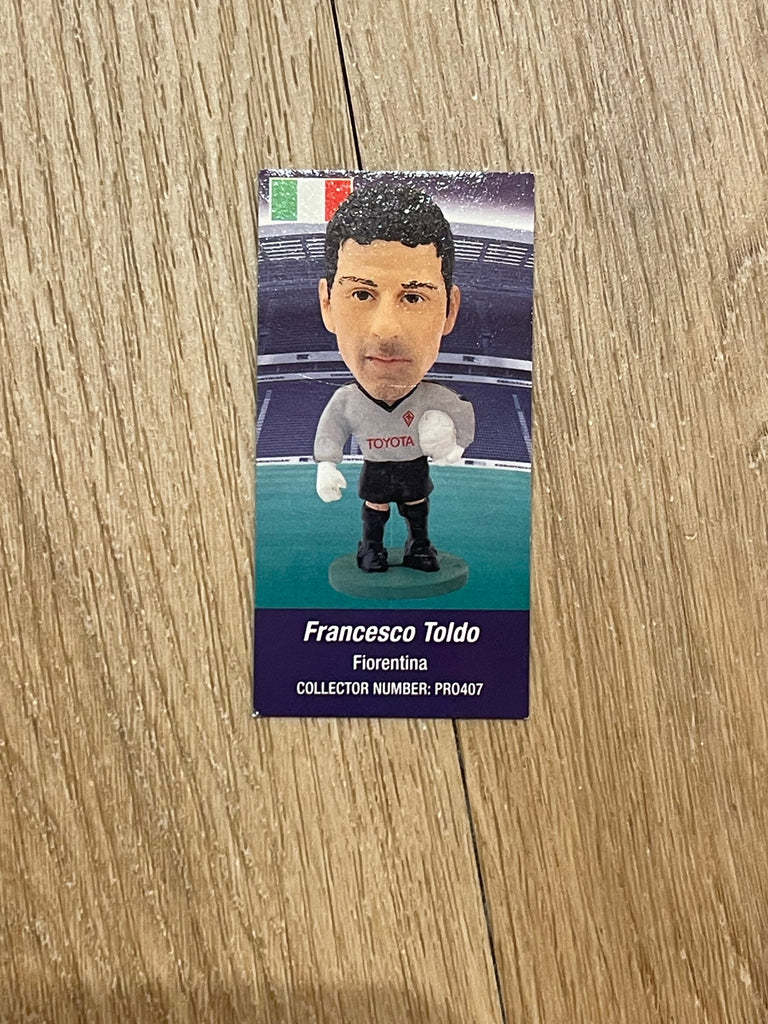 TOYOTA
Francesco Toldo
Fiorentina
COLLECTOR NUMBER: PRO407